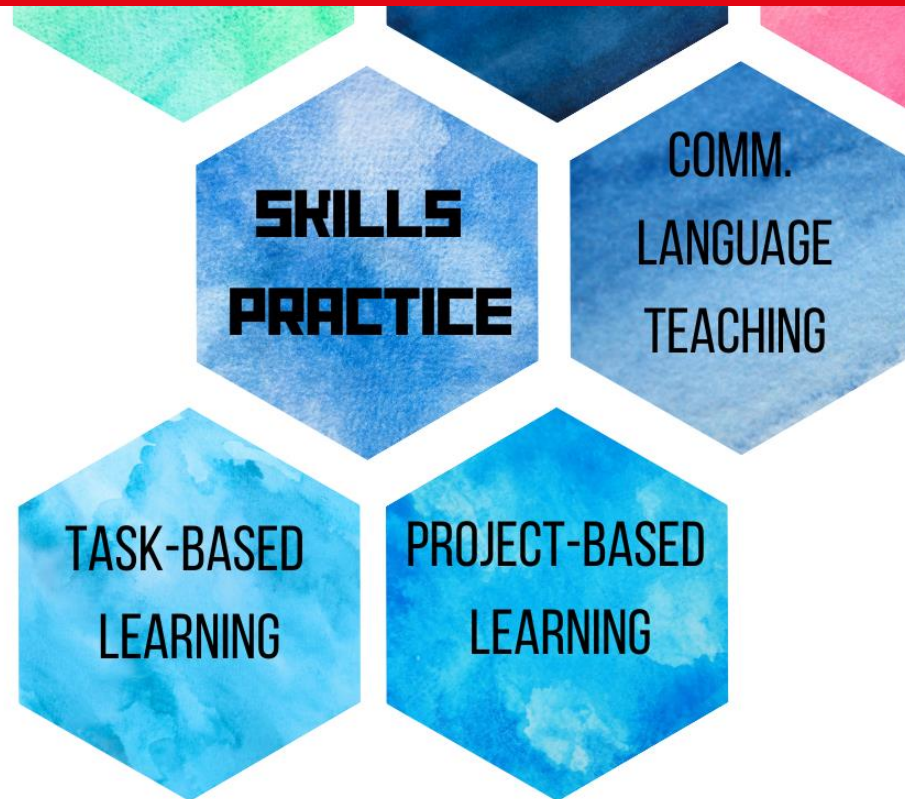 SKILLS
PRACTICE
COMM.
LANGUAGE
TEACHING
TASK-BASED
LEARNING
PROJECT-BASED
LEARNING